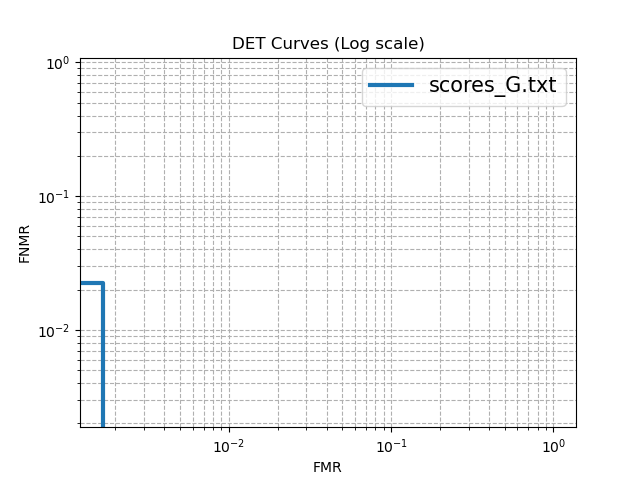 DET Curves (Log scale)
scores_G.txt
10⁰
10⁻¹
10⁻²
FNMR
10⁻² 10⁻¹ 10⁰
FMR